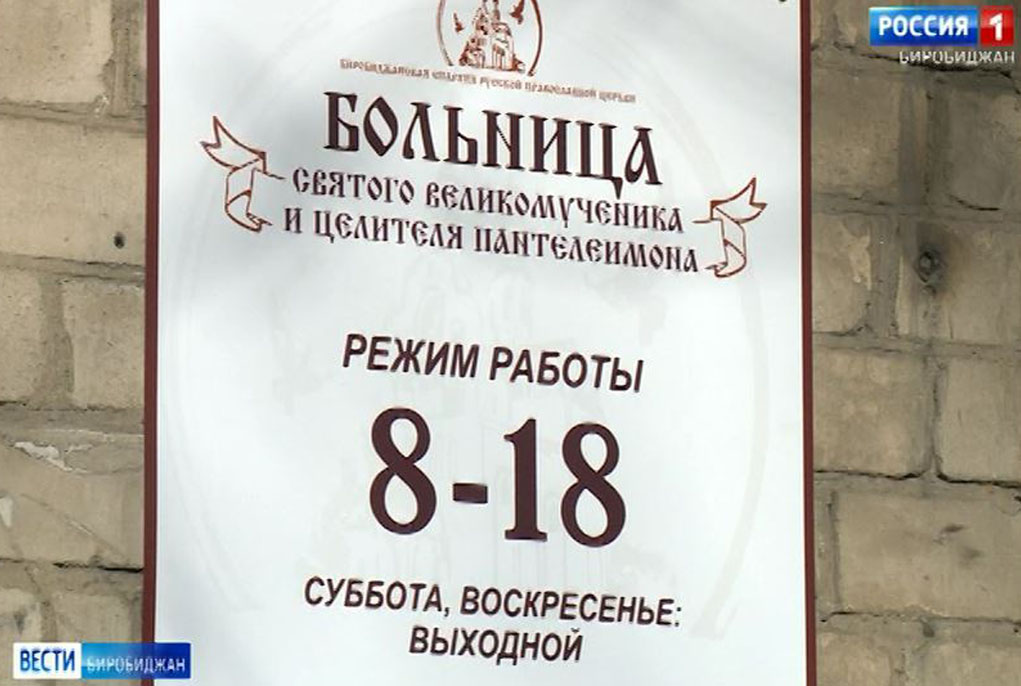 РОССИЯ 1
БИРОБИДЖАН
БИРОБИДЖАНСКАЯ ЕПАРХИЯ РУССКОЙ ПРАВОСЛАВНОЙ ЦЕРКВИ
БОЛЬНИЦА
СВЯТОГО ВЕЛИКОМУЧЕНИКА
И ЦЕЛИТЕЛЯ ПАНТЕЛЕИМОНА
РЕЖИМ РАБОТЫ
8-18
СУББОТА, ВОСКРЕСЕНЬЕ:
ВЫХОДНОЙ
ВЕСТИ БИРОБИДЖАН